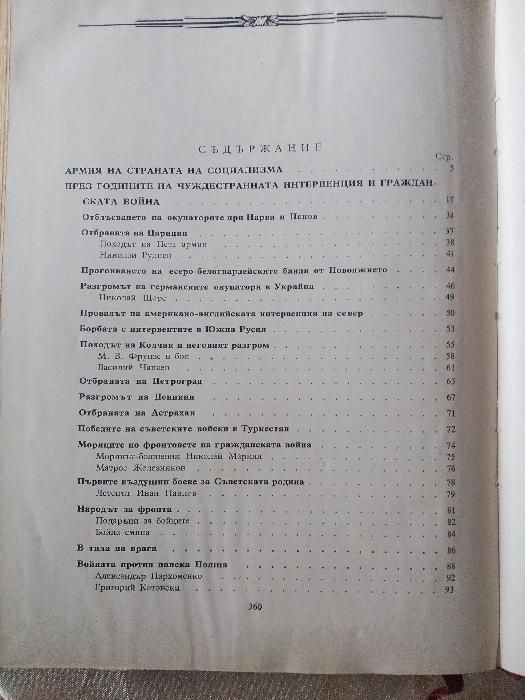 СЪДЪРЖАНИЕ
Стр.
АРМИЯ НА СТРАНАТА НА СОЦИАЛИЗМА . . . . . . . . . . 5
ПРЕЗ ГОДИНИТЕ НА ЧУЖДЕСТРАННАТА ИНТЕРВЕНЦИЯ И ГРАЖДАН-
СКАТА ВОЙНА . . . . . . . . . . 17
Отблъсването на окупаторите при Нарва и Псков . . . . . . . . . . 34
Отбраната на Царицин . . . . . . . . . . 37
Походът на Пета армия . . . . . . . . . . 38
Николай Руднев . . . . . . . . . . 41
Прогонването на есеро-белогвардейските банди от Поволжието . . . . 44
Разгромът на германските окупатори в Украйна . . . . . . . . . . 46
Николай Щорс . . . . . . . . . . 49
Провалът на американо-английската интервенция на север . . . . . . 50
Борбата с интервентите в Южна Русия . . . . . . . . . . 53
Походът на Колчак и неговият разгром . . . . . . . . . . 55
М. В. Фрунзе в боя . . . . . . . . . . 58
Василий Чапаев . . . . . . . . . . 61
Отбраната на Петроград . . . . . . . . . . 63
Разгромът на Деникин . . . . . . . . . . 67
Отбраната на Астрахан . . . . . . . . . . 71
Победите на съветските войски в Туркестан . . . . . . . . . . 72
Моряците по фронтовете на гражданската война . . . . . . . . . . 74
Морякът-болшевик Николай Маркин . . . . . . . . . . 75
Матрос Железняков . . . . . . . . . . 76
Първите въздушни боеве за Съветската родина . . . . . . . . . . 78
Летецът Иван Павлов . . . . . . . . . . 79
Народът за фронта . . . . . . . . . . 81
Подаръци за бойците . . . . . . . . . . 82
Бойна смяна . . . . . . . . . . 84
В тила на врага . . . . . . . . . . 86
Войната против панска Полша . . . . . . . . . . 88
Александър Пархоменко . . . . . . . . . . 92
Григорий Котовски . . . . . . . . . . 93
360